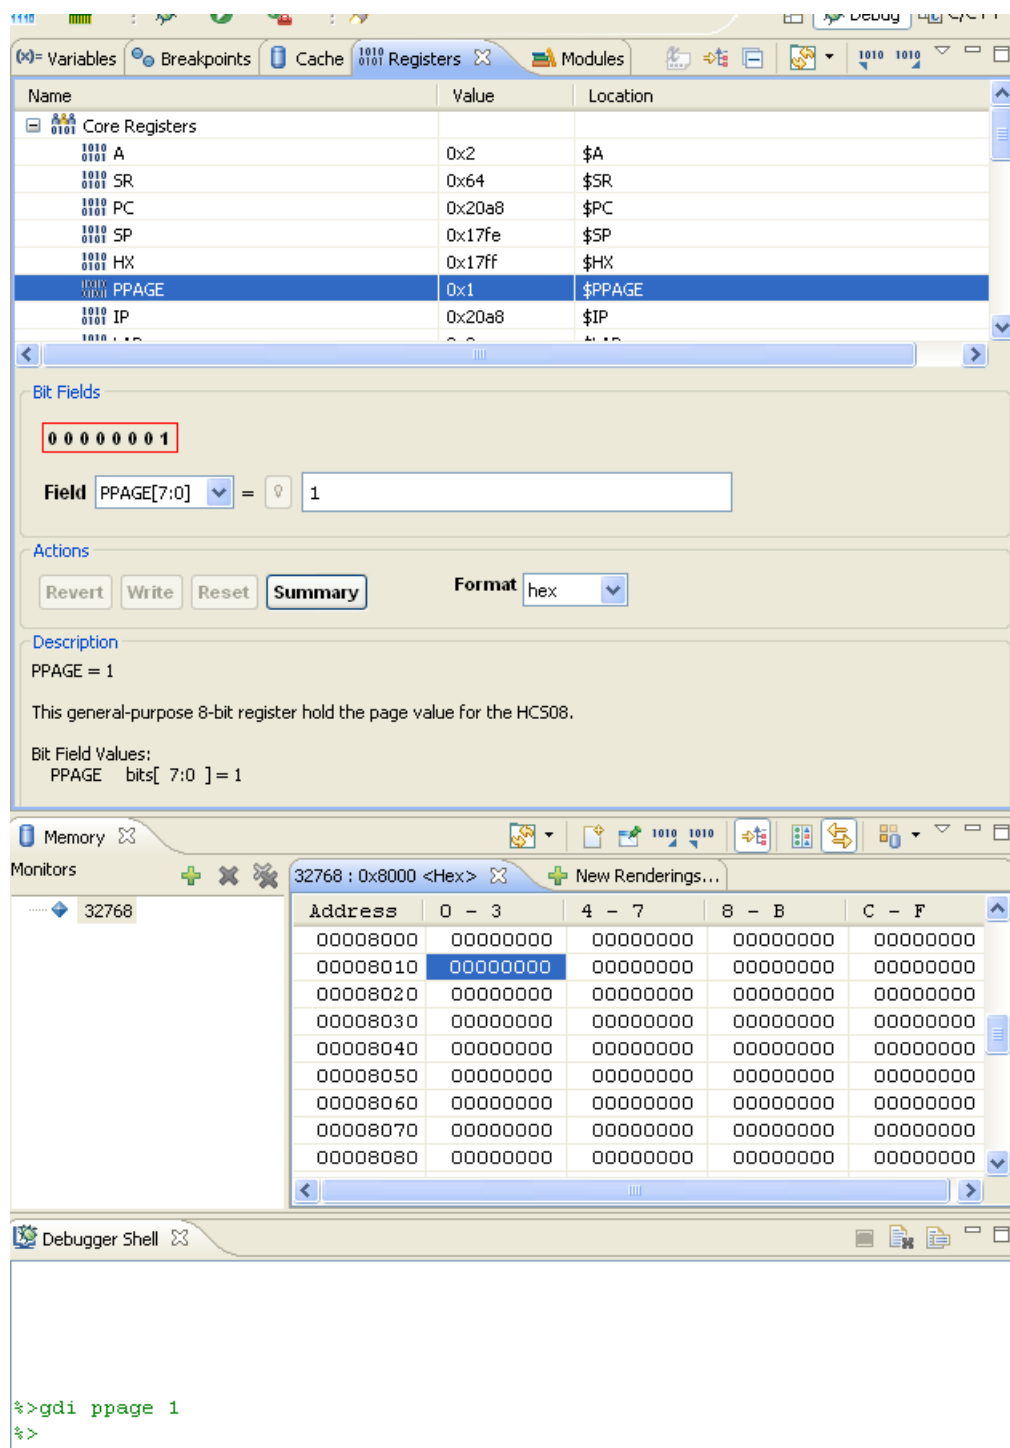 Debug C/C++
(x)= Variables Breakpoints Cache 1010 0101 Registers Modules 1010 1010
Name Value Location
Core Registers
A 0x2 $A
SR 0x64 $SR
PC 0x20a8 $PC
SP 0x17fe $SP
HX 0x17ff $HX
PPAGE 0x1 $PPAGE
IP 0x20a8 $IP
Bit Fields
0 0 0 0 0 0 0 1
Field PPAGE[7:0] = 1
Actions
Revert Write Reset Summary Format hex
Description
PPAGE = 1
This general-purpose 8-bit register hold the page value for the HCS08.
Bit Field Values:
PPAGE bits[ 7:0 ] = 1
Memory 1010 1010
Monitors 32768 : 0x8000 <Hex> New Renderings...
32768 Address 0 - 3 4 - 7 8 - B C - F
00008000 00000000 00000000 00000000 00000000
00008010 00000000 00000000 00000000 00000000
00008020 00000000 00000000 00000000 00000000
00008030 00000000 00000000 00000000 00000000
00008040 00000000 00000000 00000000 00000000
00008050 00000000 00000000 00000000 00000000
00008060 00000000 00000000 00000000 00000000
00008070 00000000 00000000 00000000 00000000
00008080 00000000 00000000 00000000 00000000
Debugger Shell
%>gdi ppage 1
%>